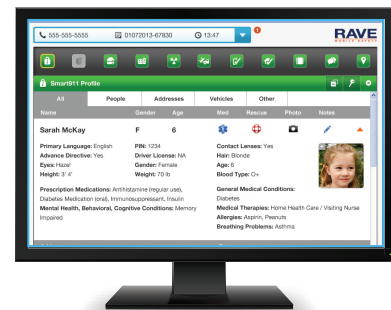 555-555-5555 01072013-67830 13:47 1 RAVE
MOBILE SAFETY
Smart911 Profile
All People Addresses Vehicles Other
Name Gender Age Med Rescue Photo Notes
Sarah McKay F 6
Primary Language: English PIN: 1234 Contact Lenses: Yes
Advance Directive: Yes Driver License: NA Hair: Blonde
Eyes: Hazel Gender: Female Age: 6
Height: 3' 4' Weight: 70 lb Blood Type: O+
Prescription Medications: Antihistamine (regular use), General Medical Conditions:
Diabetes Medication (oral), Immunosuppressant, Insulin Diabetes
Mental Health, Behavioral, Cognitive Conditions: Memory Medical Therapies: Home Health Care / Visiting Nurse
Impaired Allergies: Aspirin, Peanuts
Breathing Problems: Asthma